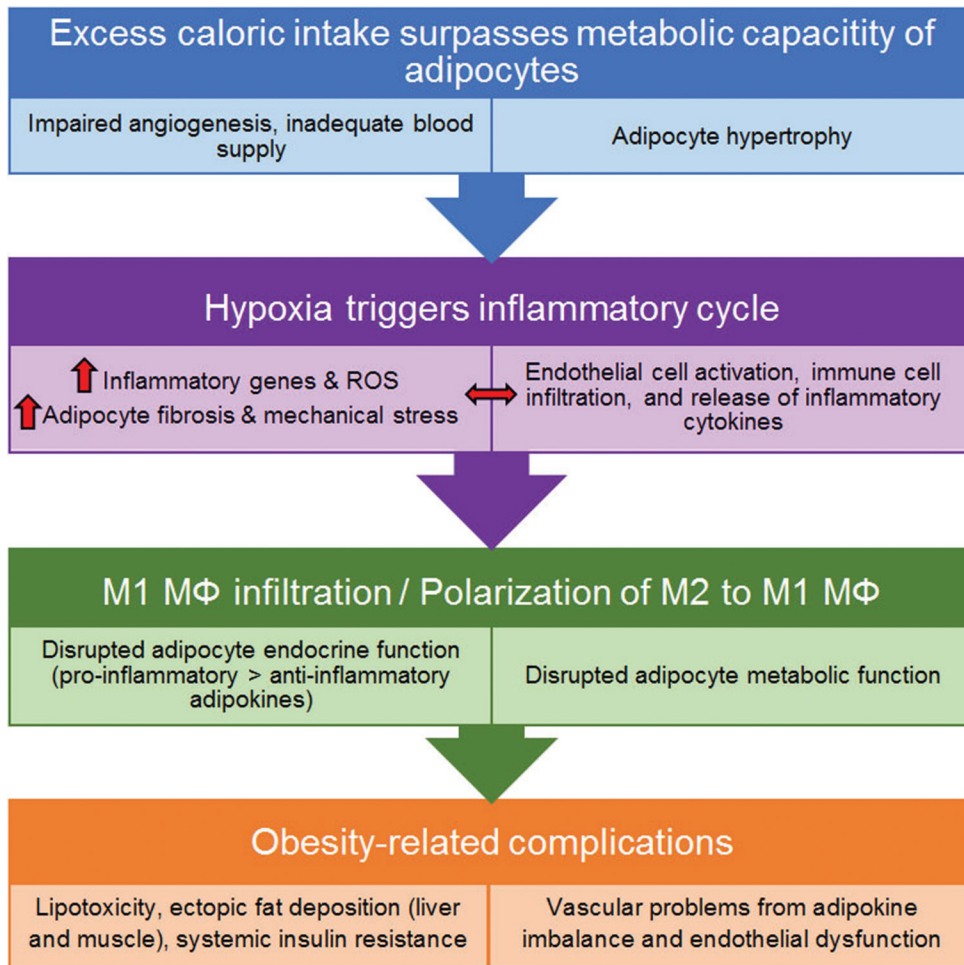 Excess caloric intake surpasses metabolic capacitity of
adipocytes
Impaired angiogenesis, inadequate blood
supply
Adipocyte hypertrophy
Hypoxia triggers inflammatory cycle
Inflammatory genes & ROS
Adipocyte fibrosis & mechanical stress
Endothelial cell activation, immune cell
infiltration, and release of inflammatory
cytokines
M1 MΦ infiltration / Polarization of M2 to M1 MΦ
Disrupted adipocyte endocrine function
(pro-inflammatory > anti-inflammatory
adipokines)
Disrupted adipocyte metabolic function
Obesity-related complications
Lipotoxicity, ectopic fat deposition (liver
and muscle), systemic insulin resistance
Vascular problems from adipokine
imbalance and endothelial dysfunction